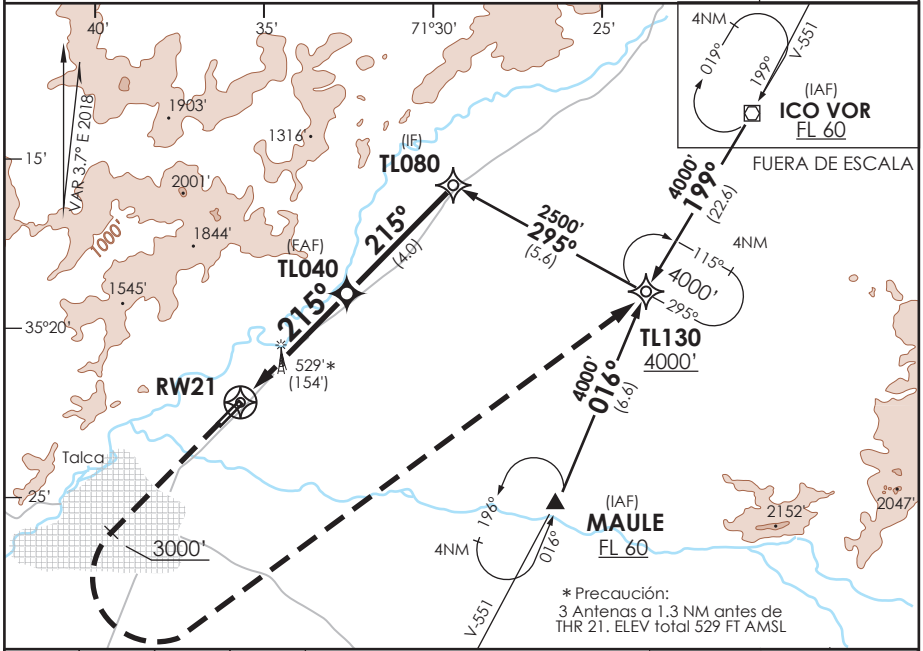 40'
35'
71°30'
25'
4NM
019°
199°
V-551
(IAF)
ICO VOR
FL 60
FUERA DE ESCALA
VAR 3.7° E 2018
1903'
1316'
15'
(IF)
TL080
2001'
1000'
1844'
1545'
215°
(4.0)
2500'
295°
(5.6)
4000'
199°
(22.6)
4NM
115°
4000'
295°
(FAF)
TL040
215°
35°20'
TL130
4000'
529'*
(154')
RW21
4000'
016°
(6.6)
Talca
25'
3000'
196°
4NM
016°
V-551
(IAF)
MAULE
FL 60
2152'
2047'
* Precaución:
3 Antenas a 1.3 NM antes de
THR 21. ELEV total 529 FT AMSL